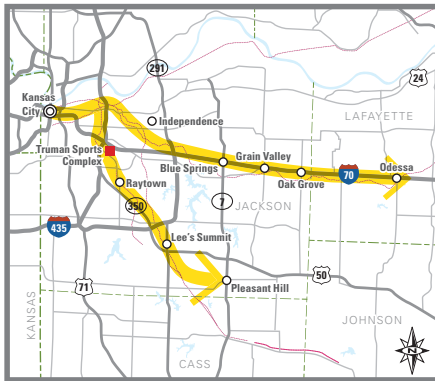 291
24
Kansas
City
Independence
LAFAYETTE
Truman Sports
Complex
Grain Valley
Blue Springs
Odessa
Oak Grove
70
Raytown
350
7
JACKSON
435
Lee's Summit
50
71
Pleasant Hill
KANSAS
JOHNSON
CASS
N